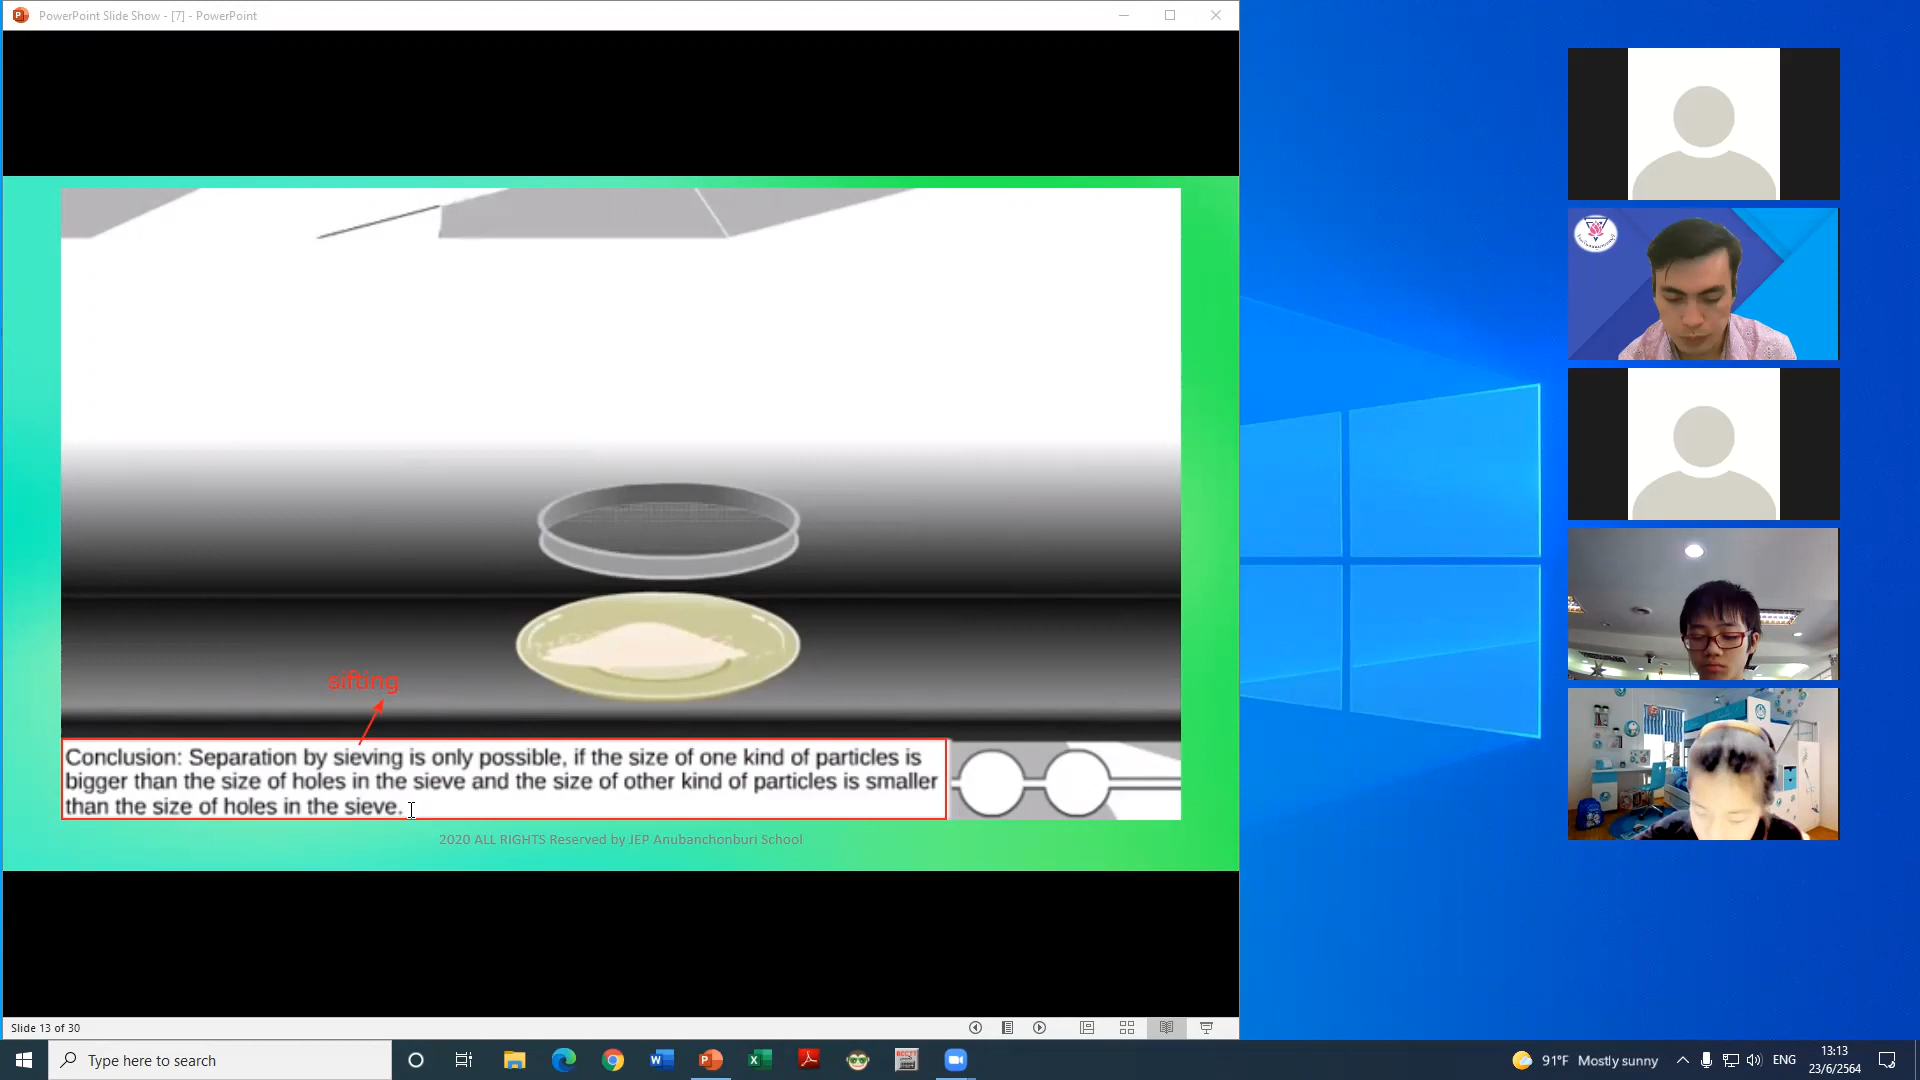 PowerPoint Slide Show - [7] - PowerPoint
sifting
Conclusion: Separation by sieving is only possible, if the size of one kind of particles is
bigger than the size of holes in the sieve and the size of other kind of particles is smaller
than the size of holes in the sieve.
2020 ALL RIGHTS Reserved by JEP Anubanchonburi School
Slide 13 of 30
Type here to search
91°F Mostly sunny
ENG
13:13
23/6/2564